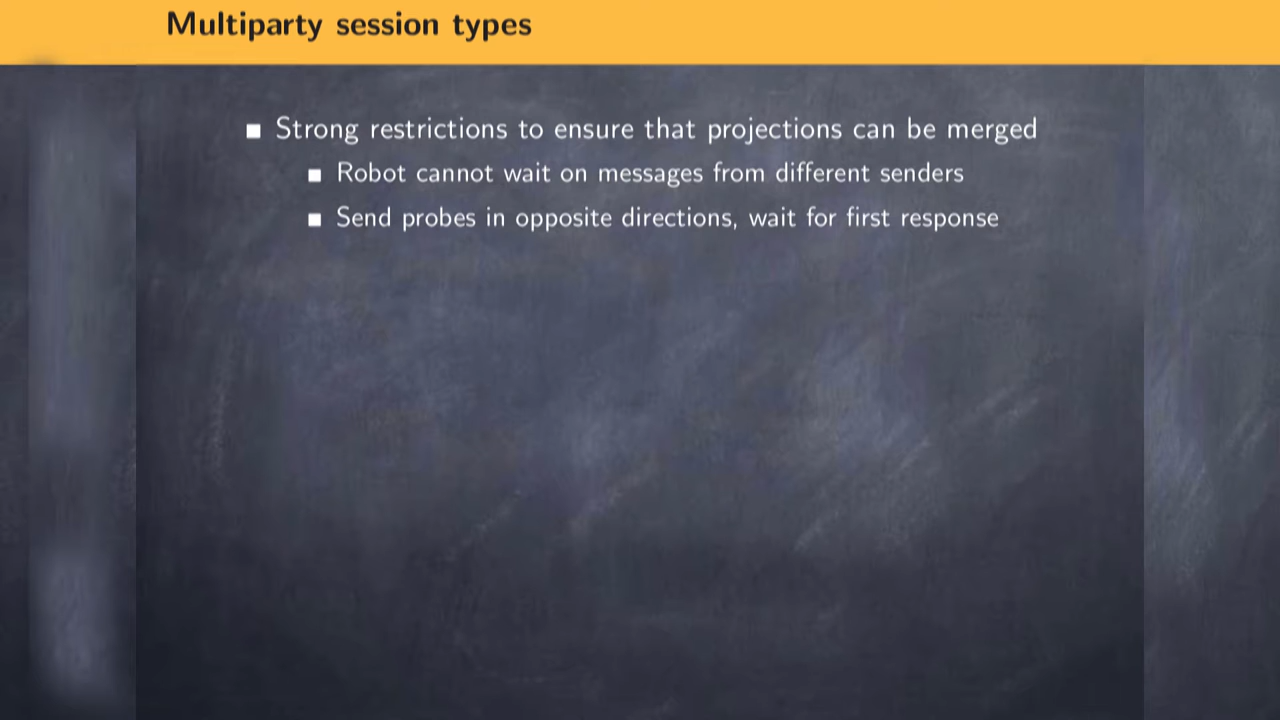 Multiparty session types
Strong restrictions to ensure that projections can be merged
Robot cannot wait on messages from different senders
Send probes in opposite directions, wait for first response